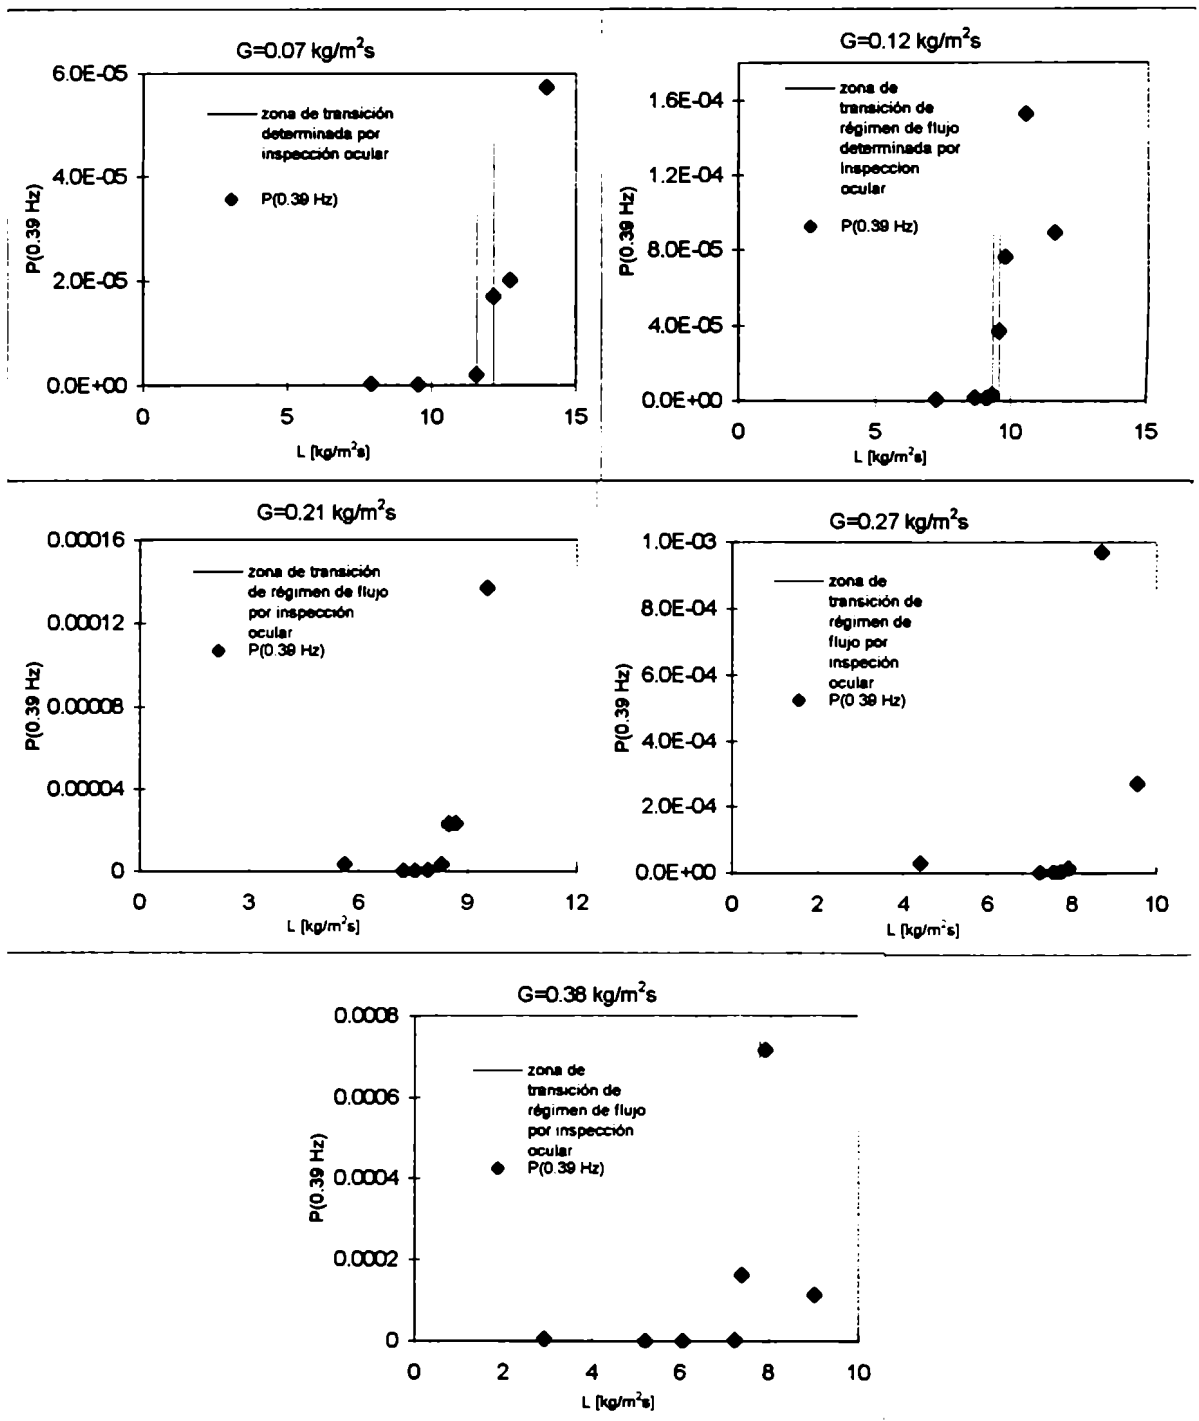 G=0.07 kg/m²s
6.0E-05
4.0E-05
2.0E-05
0.0E+00
P(0.39 Hz)
zona de transición
determinada por
inspección ocular
P(0.39 Hz)
0 5 10 15
L [kg/m²s)
G=0.12 kg/m²s
1.6E-04
1.2E-04
8.0E-05
4.0E-05
0.0E+00
P(0.39 Hz)
zona de
transición de
régimen de flujo
determinada por
inspeccion
ocular
P(0.39 Hz)
0 5 10 15
L [kg/m²s]
G=0.21 kg/m²s
0.00016
0.00012
0.00008
0.00004
0
P(0.39 Hz)
zona de transición
de régimen de flujo
por inspección
ocular
P(0.39 Hz)
0 3 6 9 12
L [kg/m²s]
G=0.27 kg/m²s
1.0E-03
8.0E-04
6.0E-04
4.0E-04
2.0E-04
0.0E+00
P(0.39 Hz)
zona de
transición de
régimen de
flujo por
inspeción
ocular
P(0 39 Hz)
0 2 4 6 8 10
L [kg/m²s]
G=0.38 kg/m²s
0.0008
0.0006
0.0004
0.0002
0
P(0.39 Hz)
zona de
transición de
régimen de flujo
por inspección
ocular
P(0.39 Hz)
0 2 4 6 8 10
L [kg/m²s]